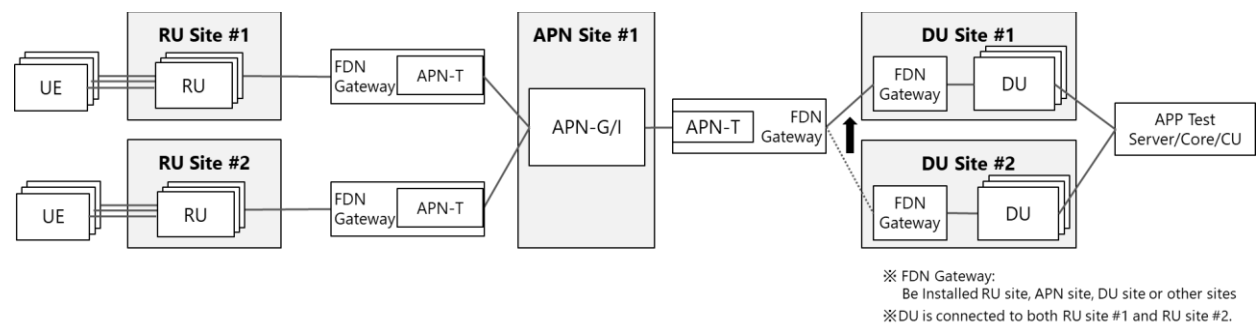 RU Site #1
UE
RU
FDN
Gateway
APN-T
RU Site #2
UE
RU
FDN
Gateway
APN-T
APN Site #1
APN-G/I
APN-T
FDN
Gateway
DU Site #1
FDN
Gateway
DU
DU Site #2
FDN
Gateway
DU
APP Test
Server/Core/CU
※ FDN Gateway:
Be Installed RU site, APN site, DU site or other sites
※DU is connected to both RU site #1 and RU site #2.